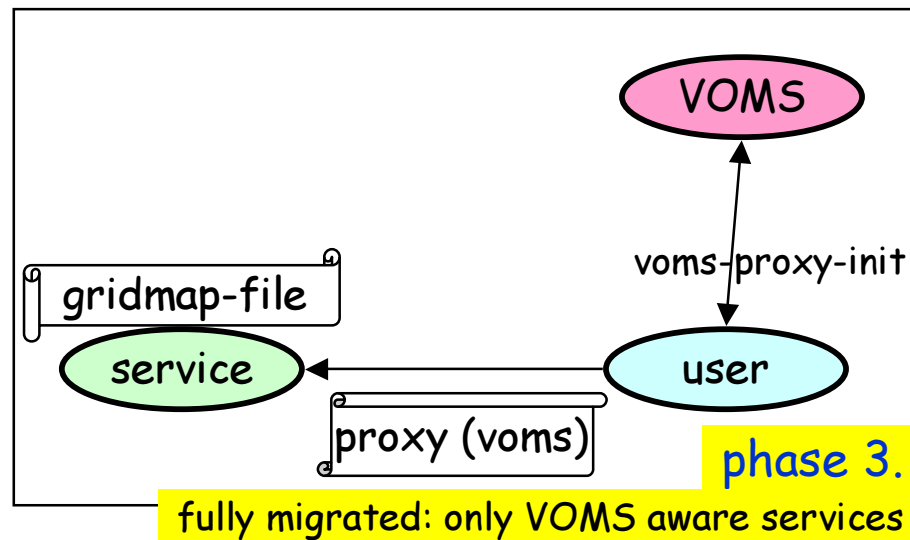 VOMS
voms-proxy-init
gridmap-file
service
user
proxy (voms)
phase 3.
fully migrated: only VOMS aware services